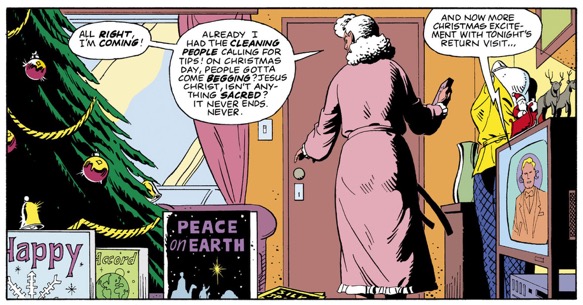 ALL RIGHT,
I'M COMING!
ALREADY I
HAD THE CLEANING
PEOPLE CALLING FOR
TIPS! ON CHRISTMAS
DAY, PEOPLE GOTTA
COME BEGGING? JESUS
CHRIST, ISN'T ANY-
THING SACRED?
IT NEVER ENDS.
NEVER.
AND NOW MORE
CHRISTMAS EXCITE-
MENT WITH TONIGHT'S
RETURN VISIT...
Happy
Accord
PEACE
on EARTH